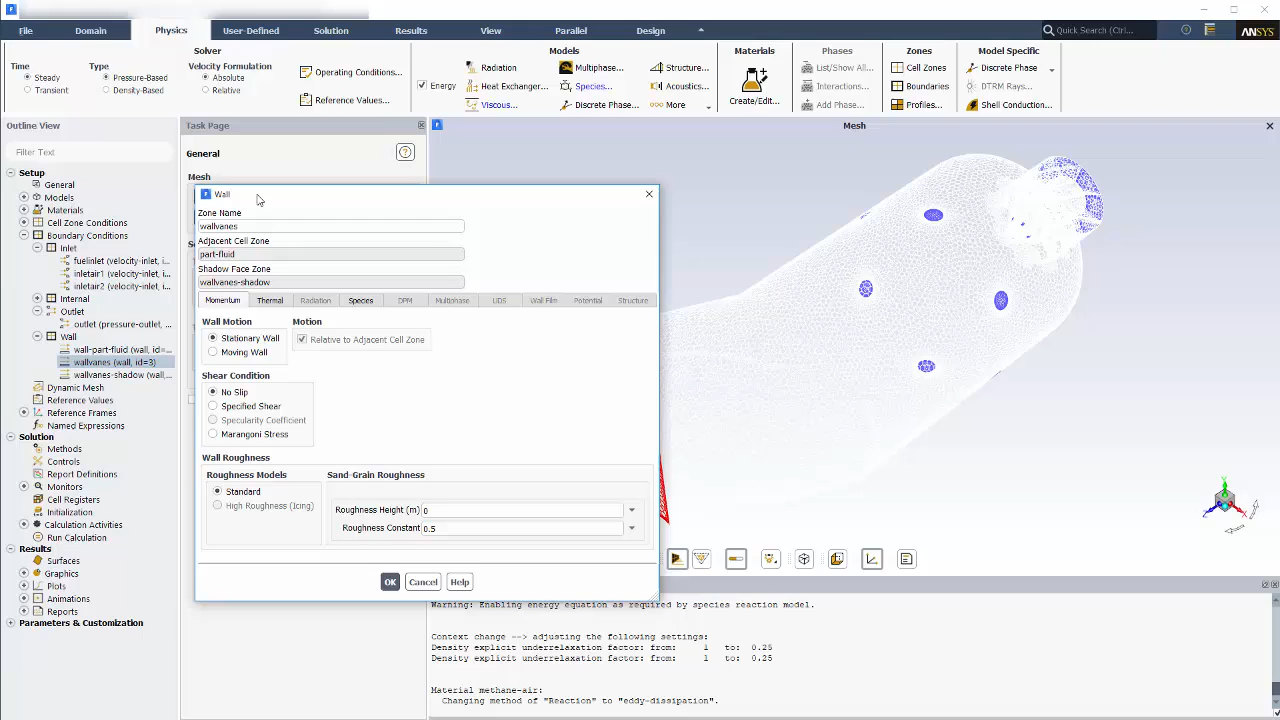 File
Domain
Physics
User-Defined
Solution
Results
View
Parallel
Design
Quick Search (Ctrl...
ANSYS
Solver
Time
Steady
Transient
Type
Pressure-Based
Density-Based
Velocity Formulation
Absolute
Relative
Operating Conditions...
Reference Values...
Models
Energy
Radiation
Heat Exchanger...
Viscous...
Multiphase...
Species...
Discrete Phase...
Structure...
Acoustics...
More
Materials
Create/Edit...
Phases
List/Show All...
Interactions...
Add Phase...
Zones
Cell Zones
Boundaries
Profiles...
Model Specific
Discrete Phase
DTRM Rays...
Shell Conduction...
Outline View
Filter Text
Setup
General
Models
Materials
Cell Zone Conditions
Boundary Conditions
Inlet
fuelinlet (velocity-inlet, i...
inletair1 (velocity-inlet, i...
inletair2 (velocity-inlet, i...
Internal
Outlet
outlet (pressure-outlet, ...
Wall
wall-part-fluid (wall, id=...
wallvanes (wall, id=3)
wallvanes-shadow (wall,...
Dynamic Mesh
Reference Values
Reference Frames
Named Expressions
Solution
Methods
Controls
Report Definitions
Monitors
Cell Registers
Initialization
Calculation Activities
Run Calculation
Results
Surfaces
Graphics
Plots
Animations
Reports
Parameters & Customization
Task Page
General
Mesh
Wall
Zone Name
wallvanes
Adjacent Cell Zone
part-fluid
Shadow Face Zone
wallvanes-shadow
Momentum
Thermal
Radiation
Species
DPM
Multiphase
UDS
Wall Film
Potential
Structure
Wall Motion
Stationary Wall
Moving Wall
Motion
Relative to Adjacent Cell Zone
Shear Condition
No Slip
Specified Shear
Specularity Coefficient
Marangoni Stress
Wall Roughness
Roughness Models
Standard
High Roughness (Icing)
Sand-Grain Roughness
Roughness Height (m) 0
Roughness Constant 0.5
OK
Cancel
Help
Mesh
Y
Warning: Enabling energy equation as required by species reaction model.
Context change --> adjusting the following settings:
Density explicit underrelaxation factor: from: 1 to: 0.25
Density explicit underrelaxation factor: from: 1 to: 0.25
Material methane-air:
Changing method of "Reaction" to "eddy-dissipation".